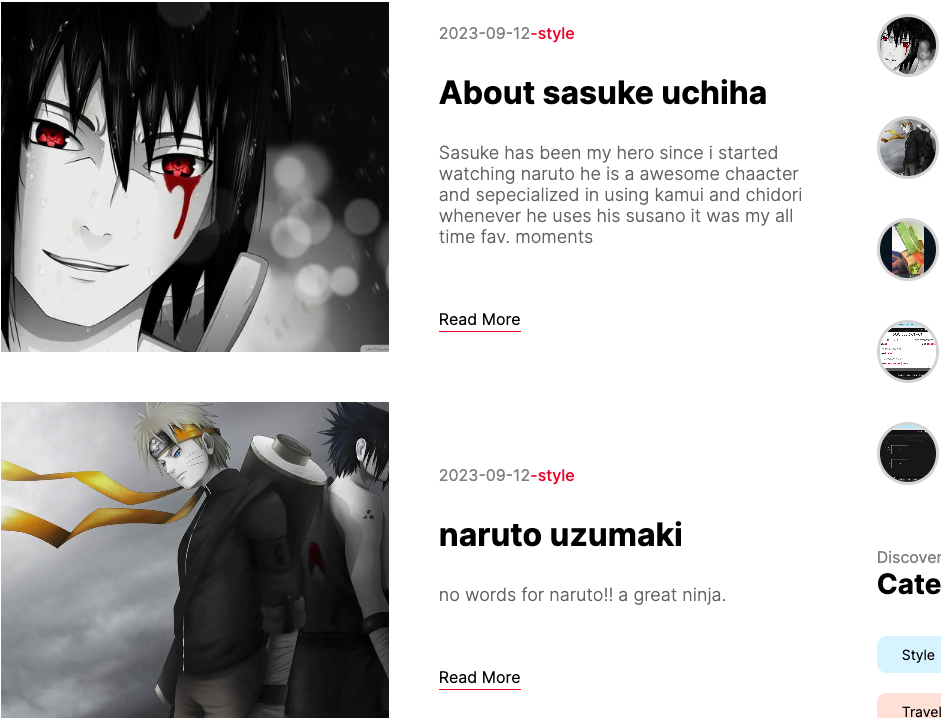 2023-09-12-style
About sasuke uchiha
Sasuke has been my hero since i started
watching naruto he is a awesome chaacter
and sepecialized in using kamui and chidori
whenever he uses his susano it was my all
time fav. moments
Read More
2023-09-12-style
naruto uzumaki
no words for naruto!! a great ninja.
Read More
Discover
Cate
Style
Travel